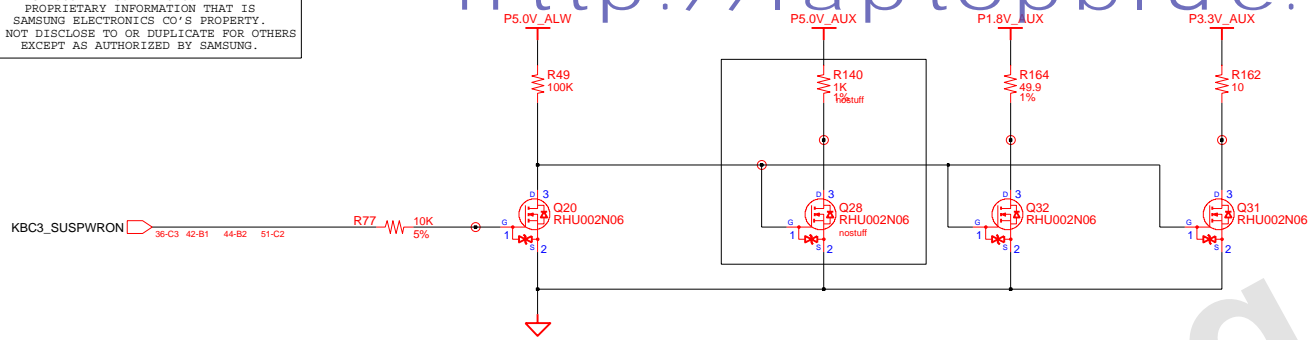 PROPRIETARY INFORMATION THAT IS
SAMSUNG ELECTRONICS CO'S PROPERTY.
NOT DISCLOSE TO OR DUPLICATE FOR OTHERS
EXCEPT AS AUTHORIZED BY SAMSUNG.
http://laptopblue.
P5.0V_ALW
P5.0V_AUX
P1.8V_AUX
P3.3V_AUX
R49
100K
R140
1K
1%
nostuff
R164
49.9
1%
R162
10
D 3
Q20
RHU002N06
G
1
S 2
D 3
Q28
RHU002N06
nostuff
G
1
S 2
D 3
Q32
RHU002N06
G
1
S 2
D 3
Q31
RHU002N06
G
1
S 2
KBC3_SUSPWRON
36-C3 42-B1 44-B2 51-C2
R77
10K
5%